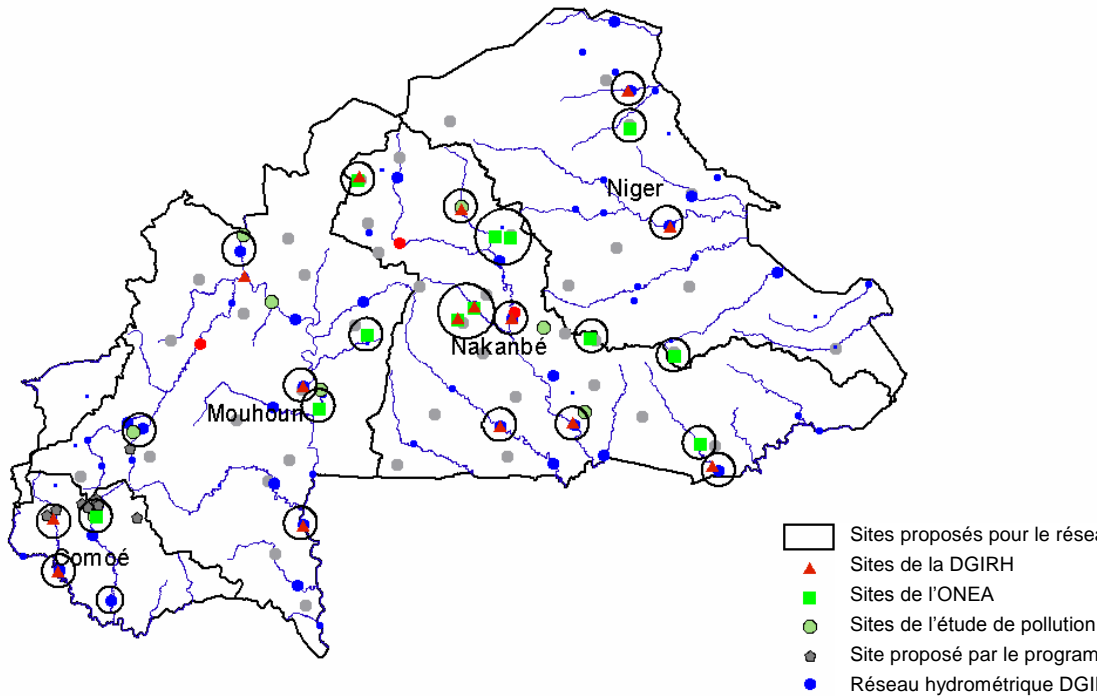 Niger
Nakanbé
Mouhoun
Comoé
Sites proposés pour le résea
Sites de la DGIRH
Sites de l'ONEA
Sites de l'étude de pollution
Site proposé par le program
Réseau hydrométrique DGI